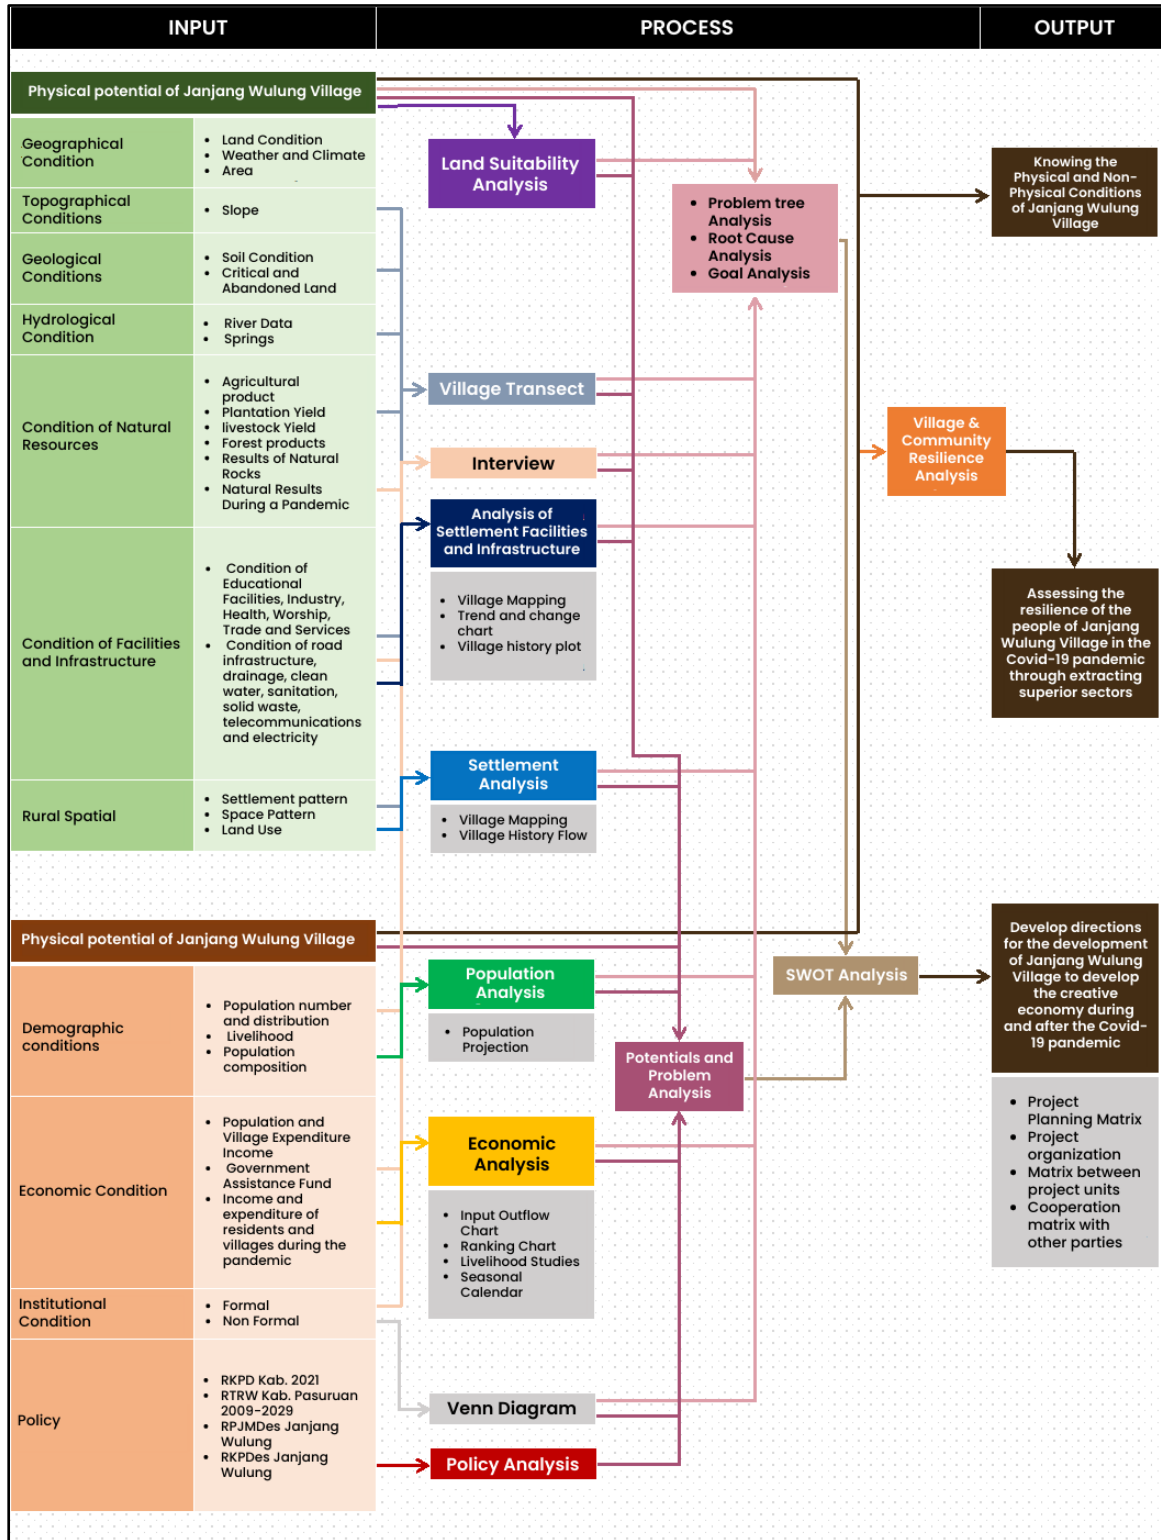 INPUT
PROCESS
OUTPUT
Physical potential of Janjang Wulung Village
Geographical
Condition
• Land Condition
• Weather and Climate
• Area
Topographical
Conditions
• Slope
Geological
Conditions
• Soil Condition
• Critical and
Abandoned Land
Hydrological
Condition
• River Data
• Springs
Condition of Natural
Resources
• Agricultural
product
• Plantation Yield
• livestock Yield
• Forest products
• Results of Natural
Rocks
• Natural Results
During a Pandemic
Condition of Facilities
and Infrastructure
• Condition of
Educational
Facilities, Industry,
Health, Worship,
Trade and Services
• Condition of road
infrastructure,
drainage, clean
water, sanitation,
solid waste,
telecommunications
and electricity
Rural Spatial
• Settlement pattern
• Space Pattern
• Land Use
Physical potential of Janjang Wulung Village
Demographic
conditions
• Population number
and distribution
• Livelihood
• Population
composition
Economic Condition
• Population and
Village Expenditure
Income
• Government
Assistance Fund
• Income and
expenditure of
residents and
villages during the
pandemic
Institutional
Condition
• Formal
• Non Formal
Policy
• RKPD Kab. 2021
• RTRW Kab. Pasuruan
2009-2029
• RPJMDes Janjang
Wulung
• RKPDes Janjang
Wulung
Land Suitability
Analysis
• Problem tree
Analysis
• Root Cause
Analysis
• Goal Analysis
Village Transect
Interview
Analysis of
Settlement Facilities
and Infrastructure
• Village Mapping
• Trend and change
chart
• Village history plot
Settlement
Analysis
• Village Mapping
• Village History Flow
Population
Analysis
• Population
Projection
Potentials and
Problem
Analysis
Economic
Analysis
• Input Outflow
Chart
• Ranking Chart
• Livelihood Studies
• Seasonal
Calendar
Venn Diagram
Policy Analysis
Village &
Community
Resilience
Analysis
SWOT Analysis
Knowing the
Physical and Non-
Physical Conditions
of Janjang Wulung
Village
Assessing the
resilience of the
people of Janjang
Wulung Village in the
Covid-19 pandemic
through extracting
superior sectors
Develop directions
for the development
of Janjang Wulung
Village to develop
the creative
economy during
and after the Covid-
19 pandemic
• Project
Planning Matrix
• Project
organization
• Matrix between
project units
• Cooperation
matrix with
other parties